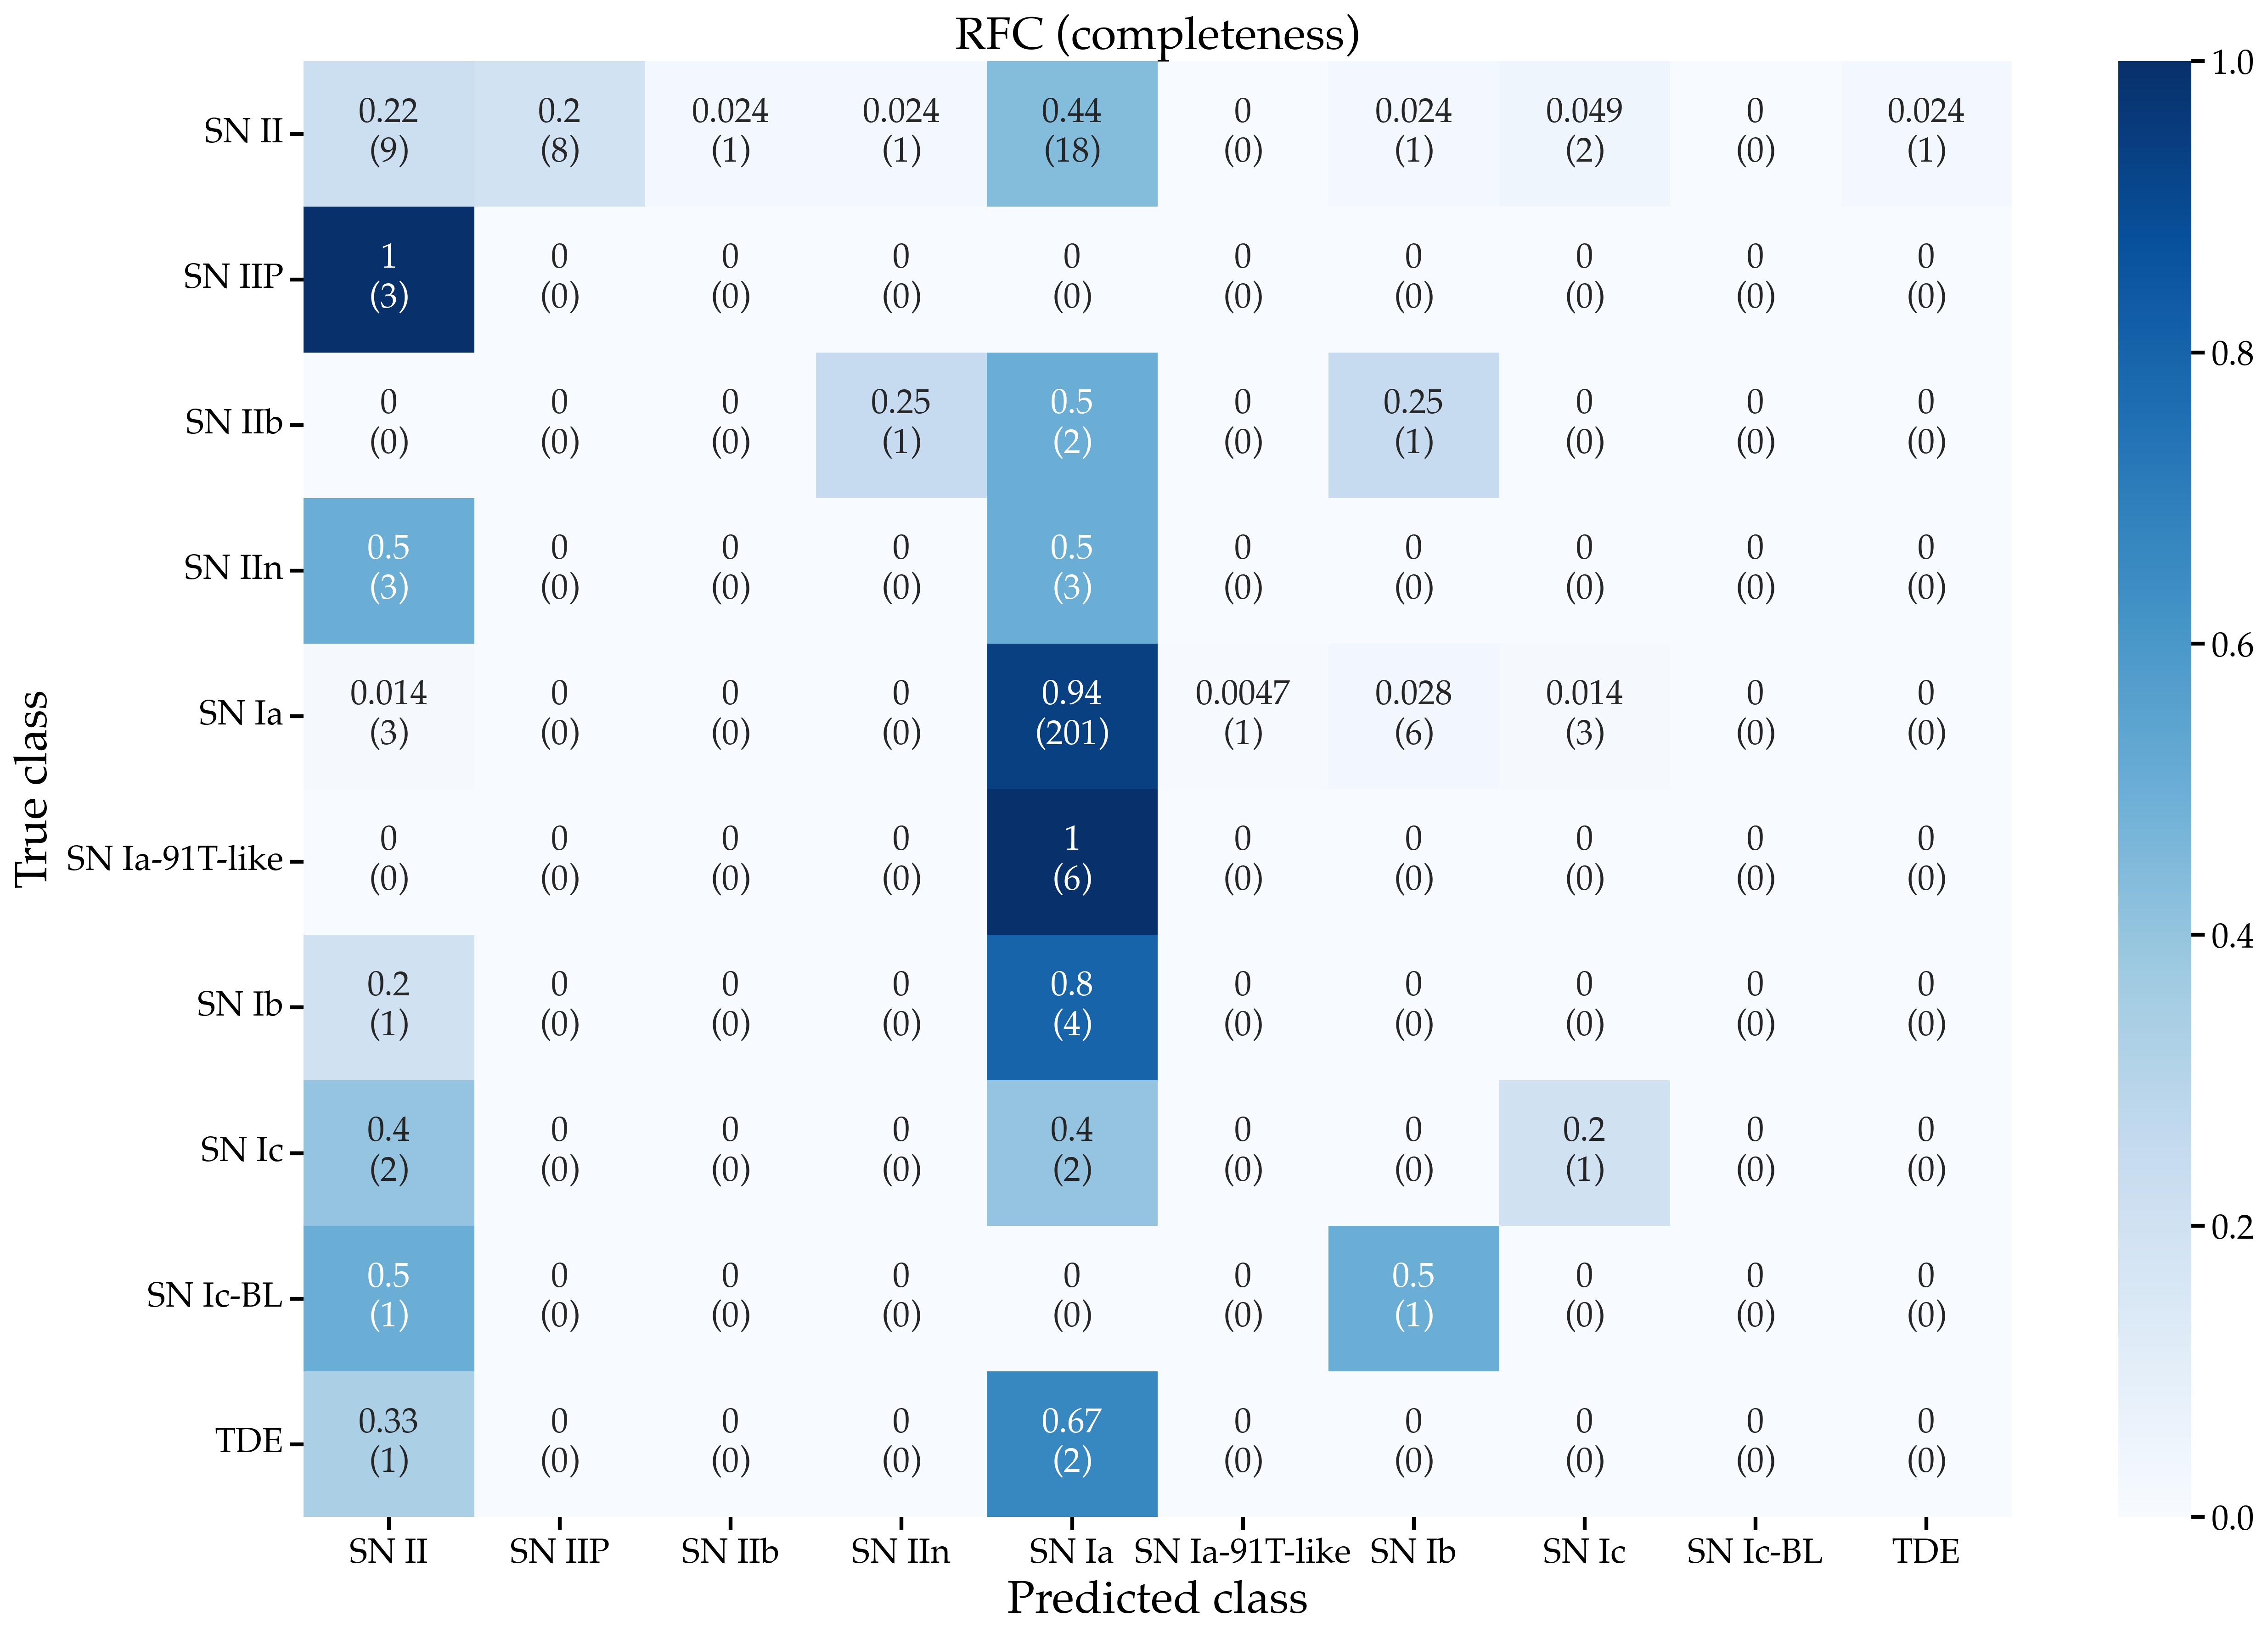 RFC (completeness)
True class
SN II
0.22 0.2 0.024 0.024 0.44 0 0.024 0.049 0 0.024
(9) (8) (1) (1) (18) (0) (1) (2) (0) (1)
SN IIP
1 0 0 0 0 0 0 0 0 0
(3) (0) (0) (0) (0) (0) (0) (0) (0) (0)
SN IIb
0 0 0 0.25 0.5 0 0.25 0 0 0
(0) (0) (0) (1) (2) (0) (1) (0) (0) (0)
SN IIn
0.5 0 0 0 0.5 0 0 0 0 0
(3) (0) (0) (0) (3) (0) (0) (0) (0) (0)
SN Ia
0.014 0 0 0 0.94 0.0047 0.028 0.014 0 0
(3) (0) (0) (0) (201) (1) (6) (3) (0) (0)
SN Ia-91T-like
0 0 0 0 1 0 0 0 0 0
(0) (0) (0) (0) (6) (0) (0) (0) (0) (0)
SN Ib
0.2 0 0 0 0.8 0 0 0 0 0
(1) (0) (0) (0) (4) (0) (0) (0) (0) (0)
SN Ic
0.4 0 0 0 0.4 0 0 0.2 0 0
(2) (0) (0) (0) (2) (0) (0) (1) (0) (0)
SN Ic-BL
0.5 0 0 0 0 0 0.5 0 0 0
(1) (0) (0) (0) (0) (0) (1) (0) (0) (0)
TDE
0.33 0 0 0 0.67 0 0 0 0 0
(1) (0) (0) (0) (2) (0) (0) (0) (0) (0)
SN II SN IIP SN IIb SN IIn SN Ia SN Ia-91T-like SN Ib SN Ic SN Ic-BL TDE
Predicted class
1.0
0.8
0.6
0.4
0.2
0.0